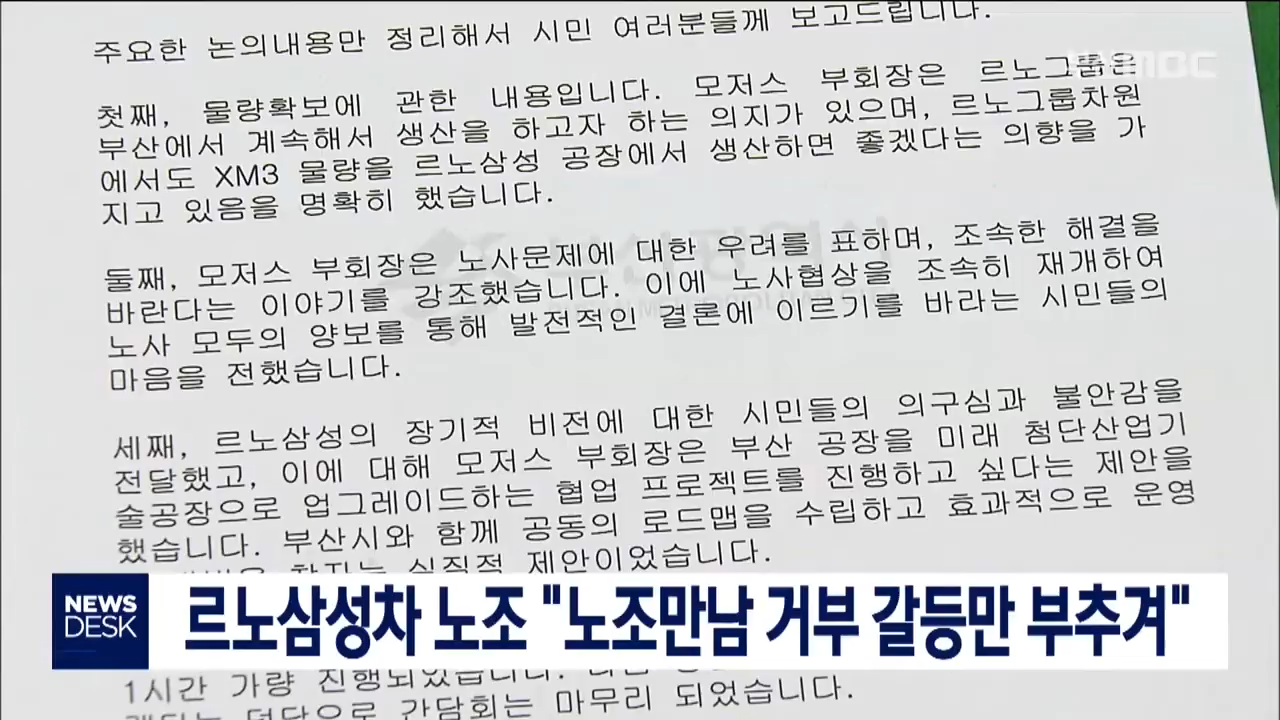 주요한 논의내용만 정리해서 시민 여러분들께 보고드립니다.
부산MBC
첫째, 물량확보에 관한 내용입니다. 모저스 부회장은 르노그룹은
부산에서 계속해서 생산을 하고자 하는 의지가 있으며, 르노그룹차원
에서도 XM3 물량을 르노삼성 공장에서 생산하면 좋겠다는 의향을 가
지고 있음을 명확히 했습니다.
둘째, 모저스 부회장은 노사문제에 대한 우려를 표하며, 조속한 해결을
바란다는 이야기를 강조했습니다. 이에 노사협상을 조속히 재개하여
노사 모두의 양보를 통해 발전적인 결론에 이르기를 바라는 시민들의
마음을 전했습니다.
세째, 르노삼성의 장기적 비전에 대한 시민들의 의구심과 불안감을
전달했고, 이에 대해 모저스 부회장은 부산 공장을 미래 첨단산업기
술공장으로 업그레이드하는 협업 프로젝트를 진행하고 싶다는 제안을
했습니다. 부산시와 함께 공동의 로드맵을 수립하고 효과적으로 운영
찾자는 실질적 제안이었습니다.
NEWS
DESK
르노삼성차 노조 "노조만남 거부 갈등만 부추겨"
1시간 가량 진행되었습니다.
덕담으로 간담회는 마무리 되었습니다.